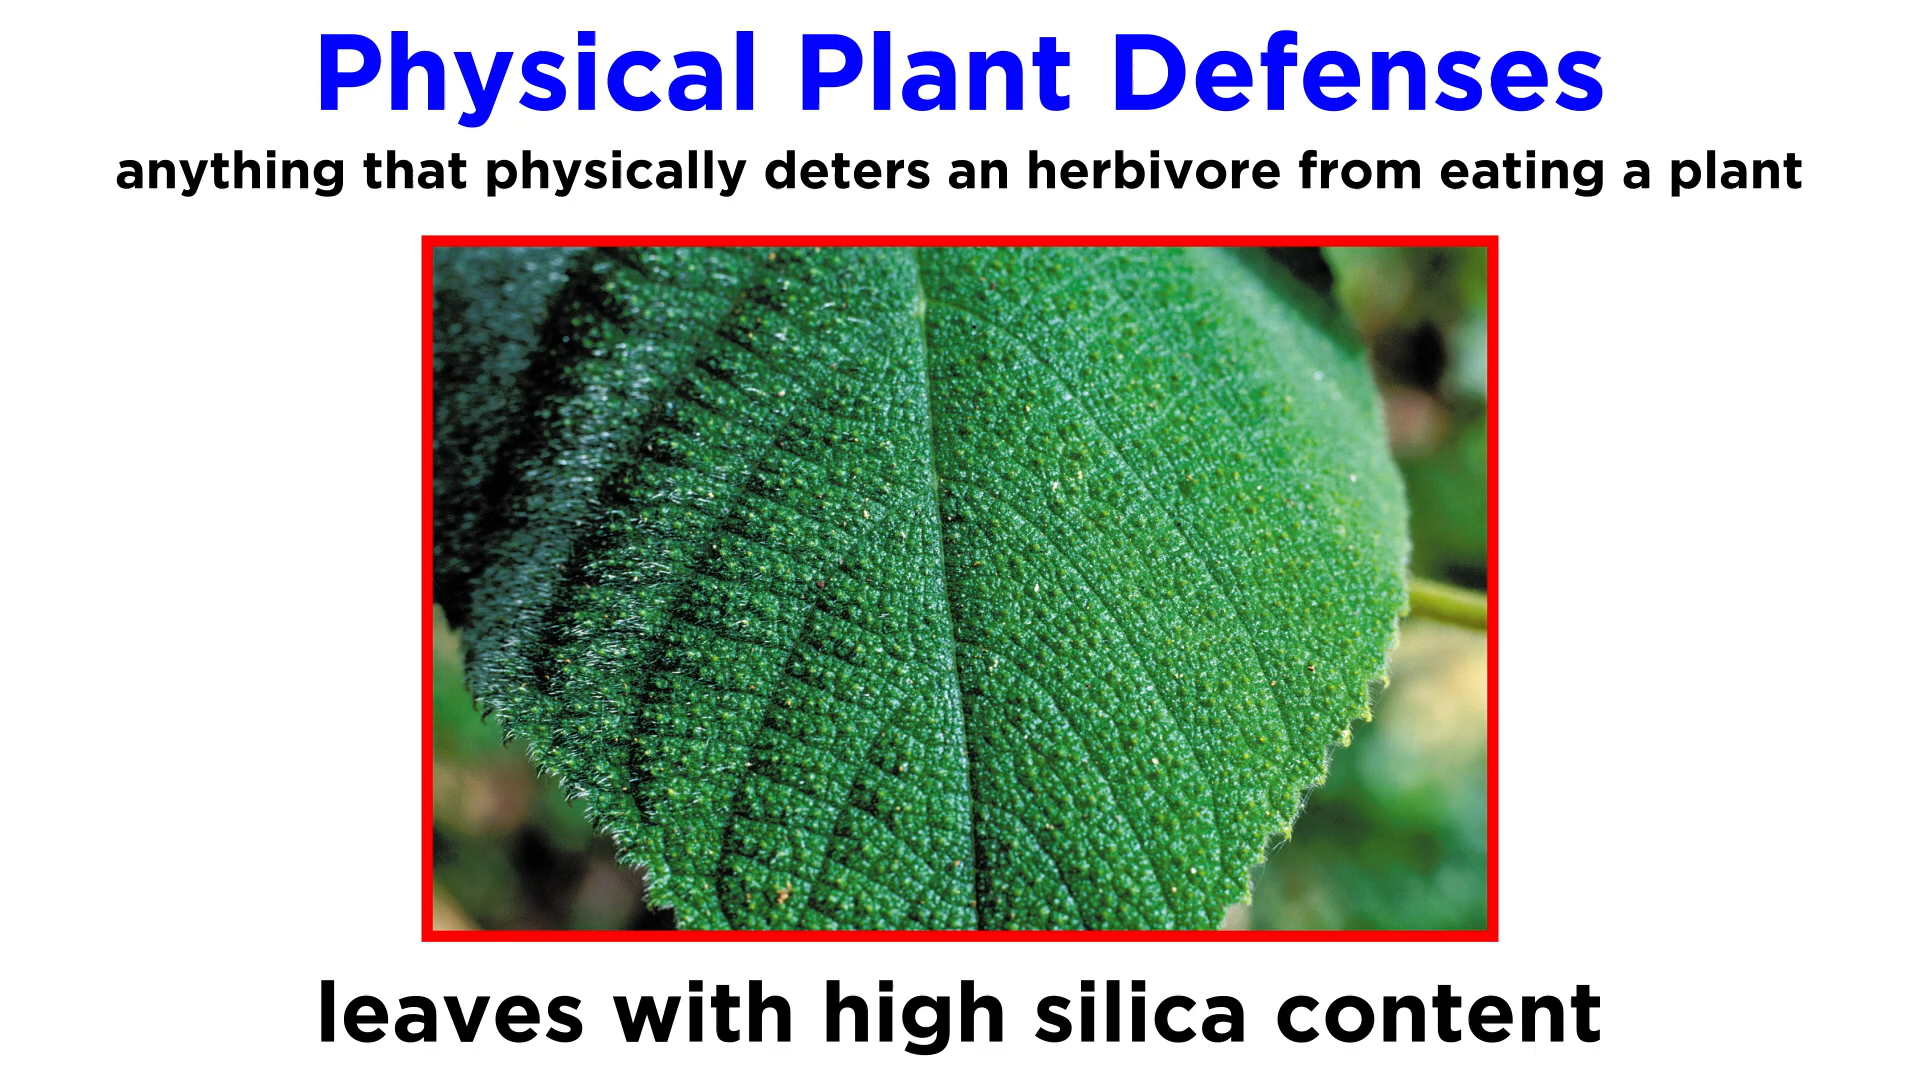 Physical Plant Defenses
anything that physically deters an herbivore from eating a plant
leaves with high silica content